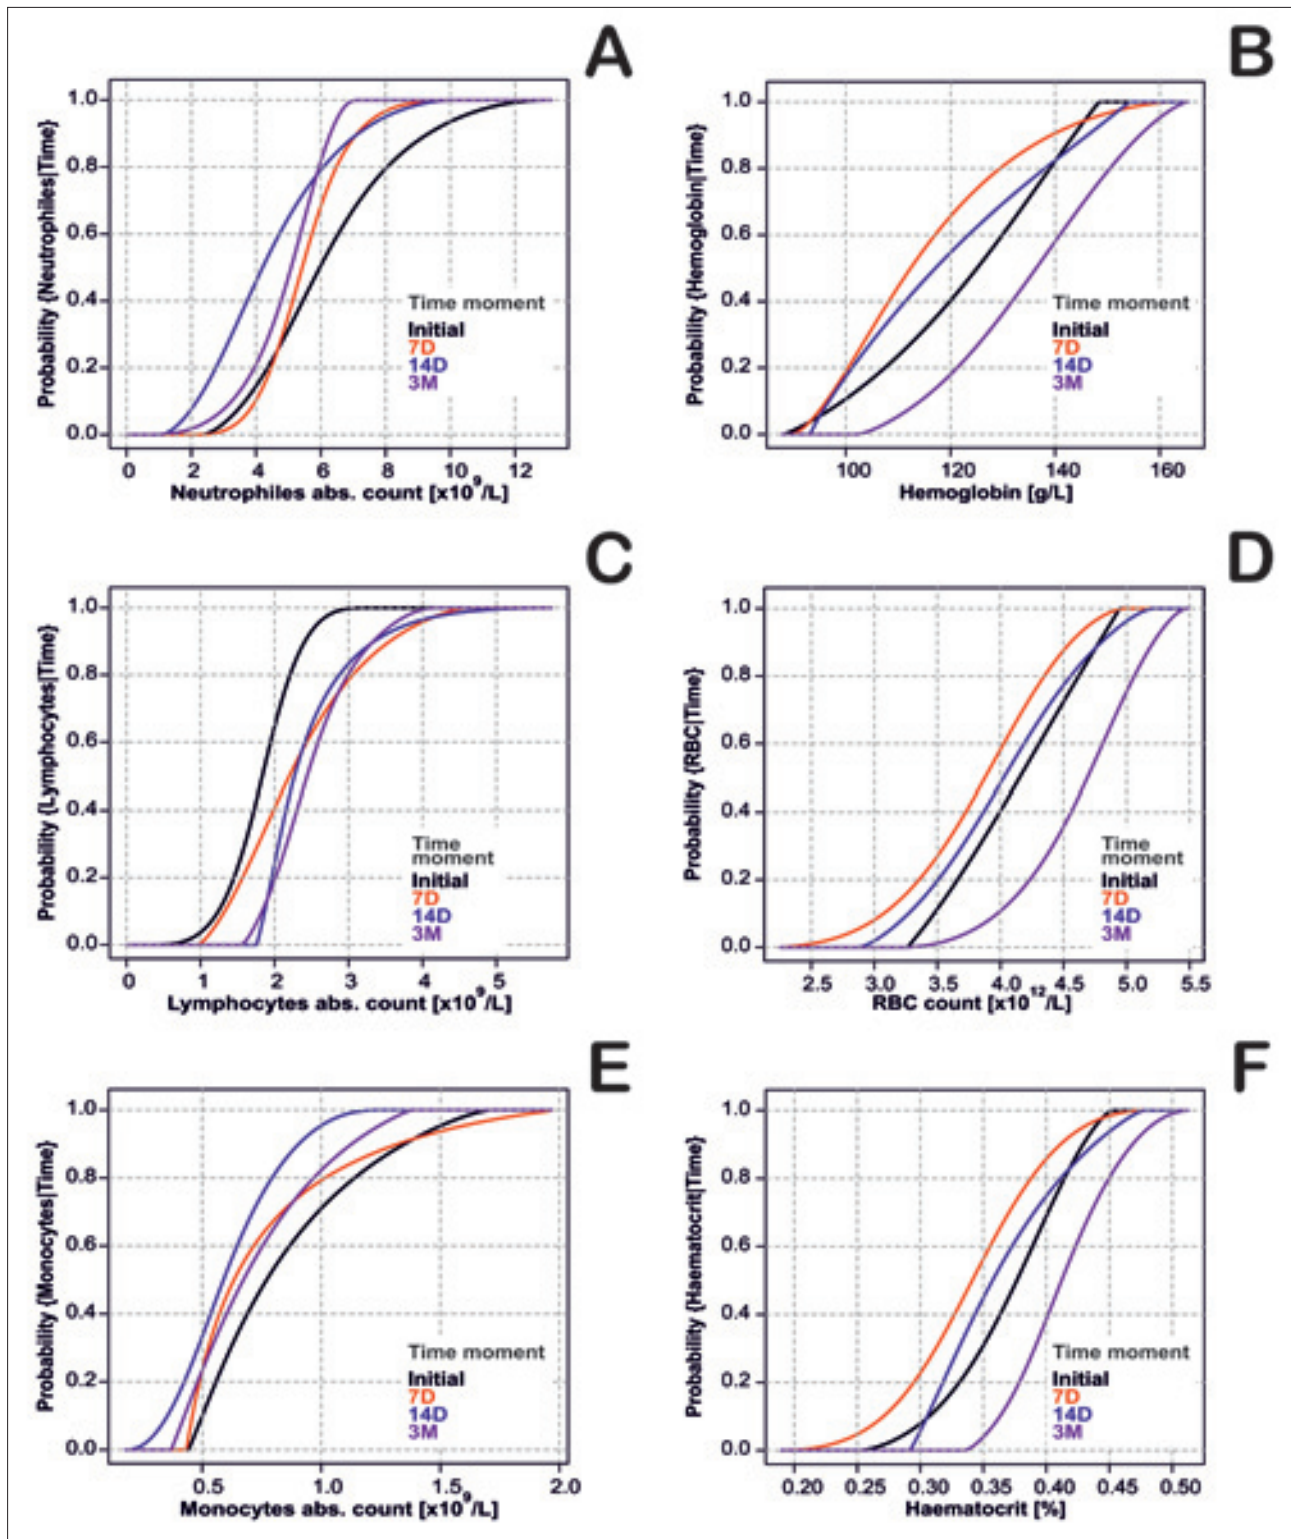 A
Probability {Neutrophiles|Time}
1.0
0.8
0.6
0.4
0.2
0.0
Time moment
Initial
7D
14D
3M
0 2 4 6 8 10 12
Neutrophiles abs. count [x10^9/L]
B
Probability {Hemoglobin|Time}
1.0
0.8
0.6
0.4
0.2
0.0
Time moment
Initial
7D
14D
3M
100 120 140 160
Hemoglobin [g/L]
C
Probability {Lymphocytes|Time}
1.0
0.8
0.6
0.4
0.2
0.0
Time
moment
Initial
7D
14D
3M
0 1 2 3 4 5
Lymphocytes abs. count [x10^9/L]
D
Probability {RBC|Time}
1.0
0.8
0.6
0.4
0.2
0.0
Time
moment
Initial
7D
14D
3M
2.5 3.0 3.5 4.0 4.5 5.0 5.5
RBC count [x10^12/L]
E
Probability {Monocytes|Time}
1.0
0.8
0.6
0.4
0.2
0.0
Time moment
Initial
7D
14D
3M
0.5 1.0 1.5 2.0
Monocytes abs. count [x10^9/L]
F
Probability {Haematocrit|Time}
1.0
0.8
0.6
0.4
0.2
0.0
Time moment
Initial
7D
14D
3M
0.20 0.25 0.30 0.35 0.40 0.45 0.50
Haematocrit [%]